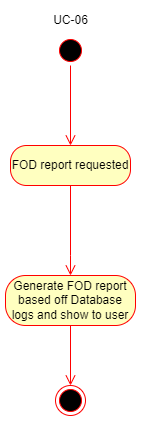 UC-06
FOD report requested
Generate FOD report
based off Database
logs and show to user